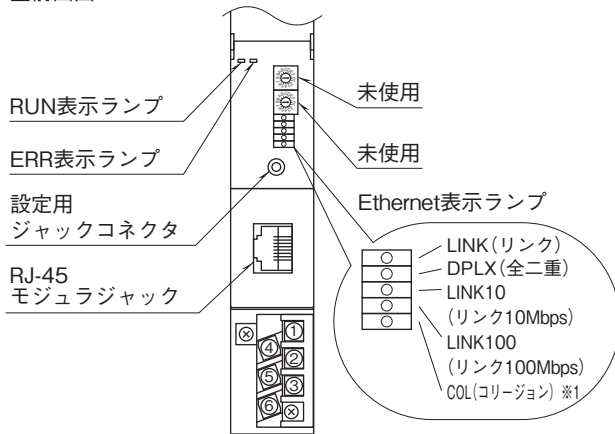 RUN表示ランプ
ERR表示ランプ
設定用
ジャックコネクタ
RJ-45
モジュラジャック
未使用
未使用
Ethernet表示ランプ
LINK(リンク)
DPLX(全二重)
LINK10
(リンク10Mbps)
LINK100
(リンク100Mbps)
COL(コリージョン) ※1
①
④
②
⑤
③
⑥